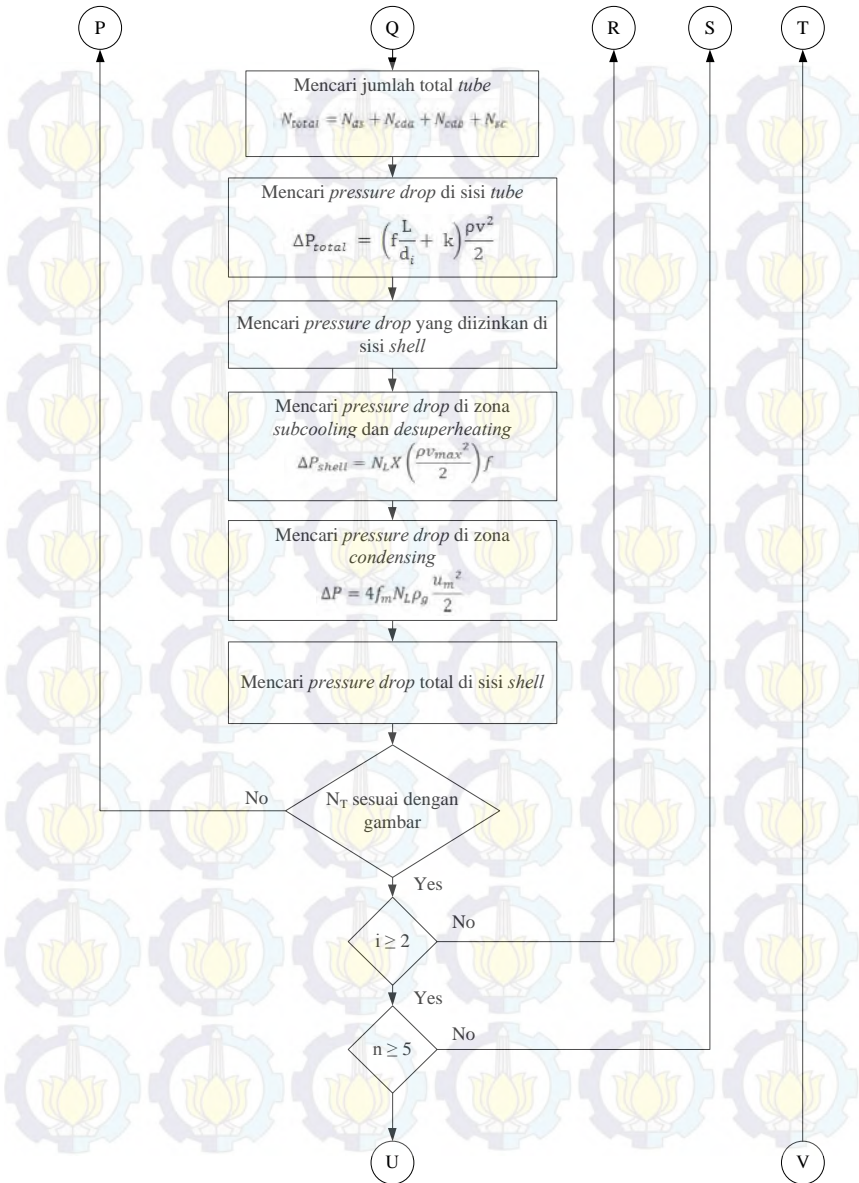 P
Q
R
S
T
Mencari jumlah total tube
N_total = N_ds + N_cda + N_cdb + N_sc
Mencari pressure drop di sisi tube
ΔP_total = (f L/d_i + k) ρv²/2
Mencari pressure drop yang diizinkan di
sisi shell
Mencari pressure drop di zona
subcooling dan desuperheating
ΔP_shell = N_L X (ρv_max²/2) f
Mencari pressure drop di zona
condensing
ΔP = 4f_m N_L ρ_g u_m²/2
Mencari pressure drop total di sisi shell
No
N_T sesuai dengan
gambar
Yes
i ≥ 2
No
Yes
n ≥ 5
No
U
V